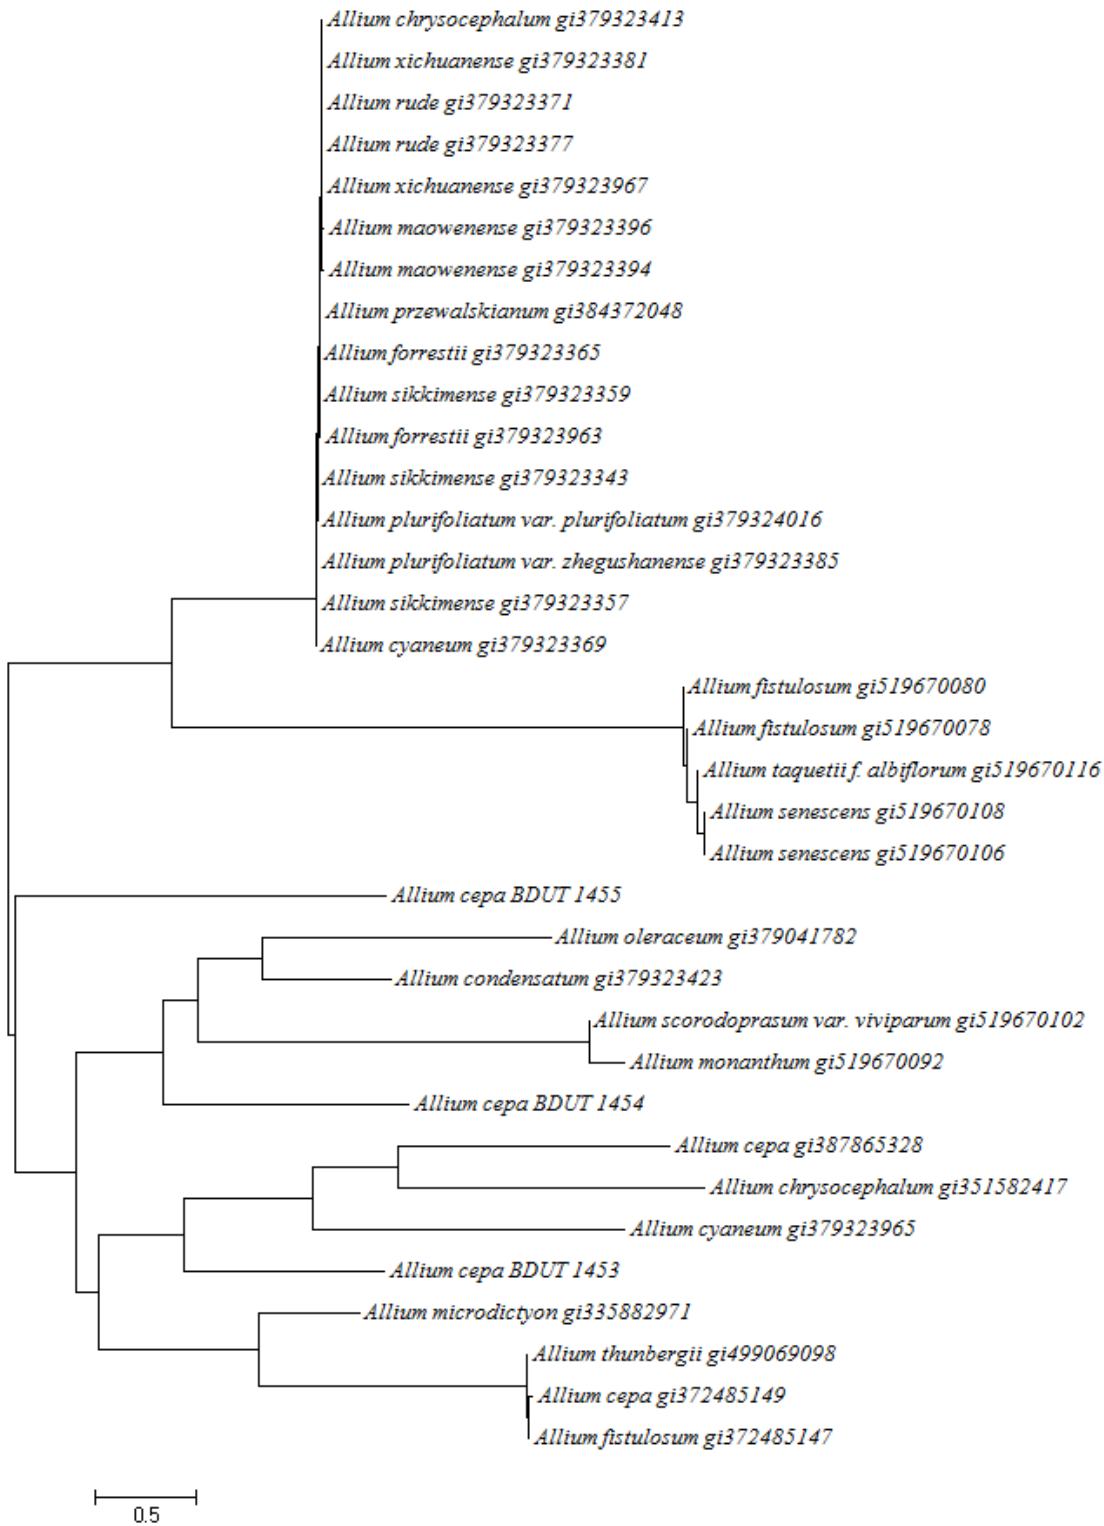 Allium chrysocephalum gi379323413
Allium xichuanense gi379323381
Allium rude gi379323371
Allium rude gi379323377
Allium xichuanense gi379323967
Allium maowenense gi379323396
Allium maowenense gi379323394
Allium przewalskianum gi384372048
Allium forrestii gi379323365
Allium sikkimense gi379323359
Allium forrestii gi379323963
Allium sikkimense gi379323343
Allium plurifoliatum var. plurifoliatum gi379324016
Allium plurifoliatum var. zhegushanense gi379323385
Allium sikkimense gi379323357
Allium cyaneum gi379323369
Allium fistulosum gi519670080
Allium fistulosum gi519670078
Allium taquetii f. albiflorum gi519670116
Allium senescens gi519670108
Allium senescens gi519670106
Allium cepa BDUT 1455
Allium oleraceum gi379041782
Allium condensatum gi379323423
Allium scorodoprasum var. viviparum gi519670102
Allium monanthum gi519670092
Allium cepa BDUT 1454
Allium cepa gi387865328
Allium chrysocephalum gi351582417
Allium cyaneum gi379323965
Allium cepa BDUT 1453
Allium microdictyon gi335882971
Allium thunbergii gi499069098
Allium cepa gi372485149
Allium fistulosum gi372485147
0.5